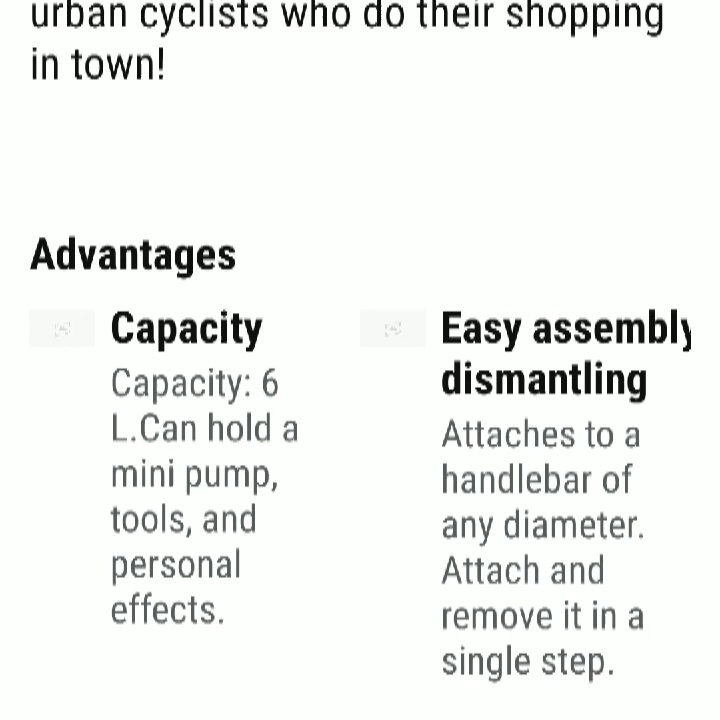 urban cyclists who do their shopping
in town!
Advantages
Capacity
Capacity: 6
L.Can hold a
mini pump,
tools, and
personal
effects.
Easy assembly
dismantling
Attaches to a
handlebar of
any diameter.
Attach and
remove it in a
single step.